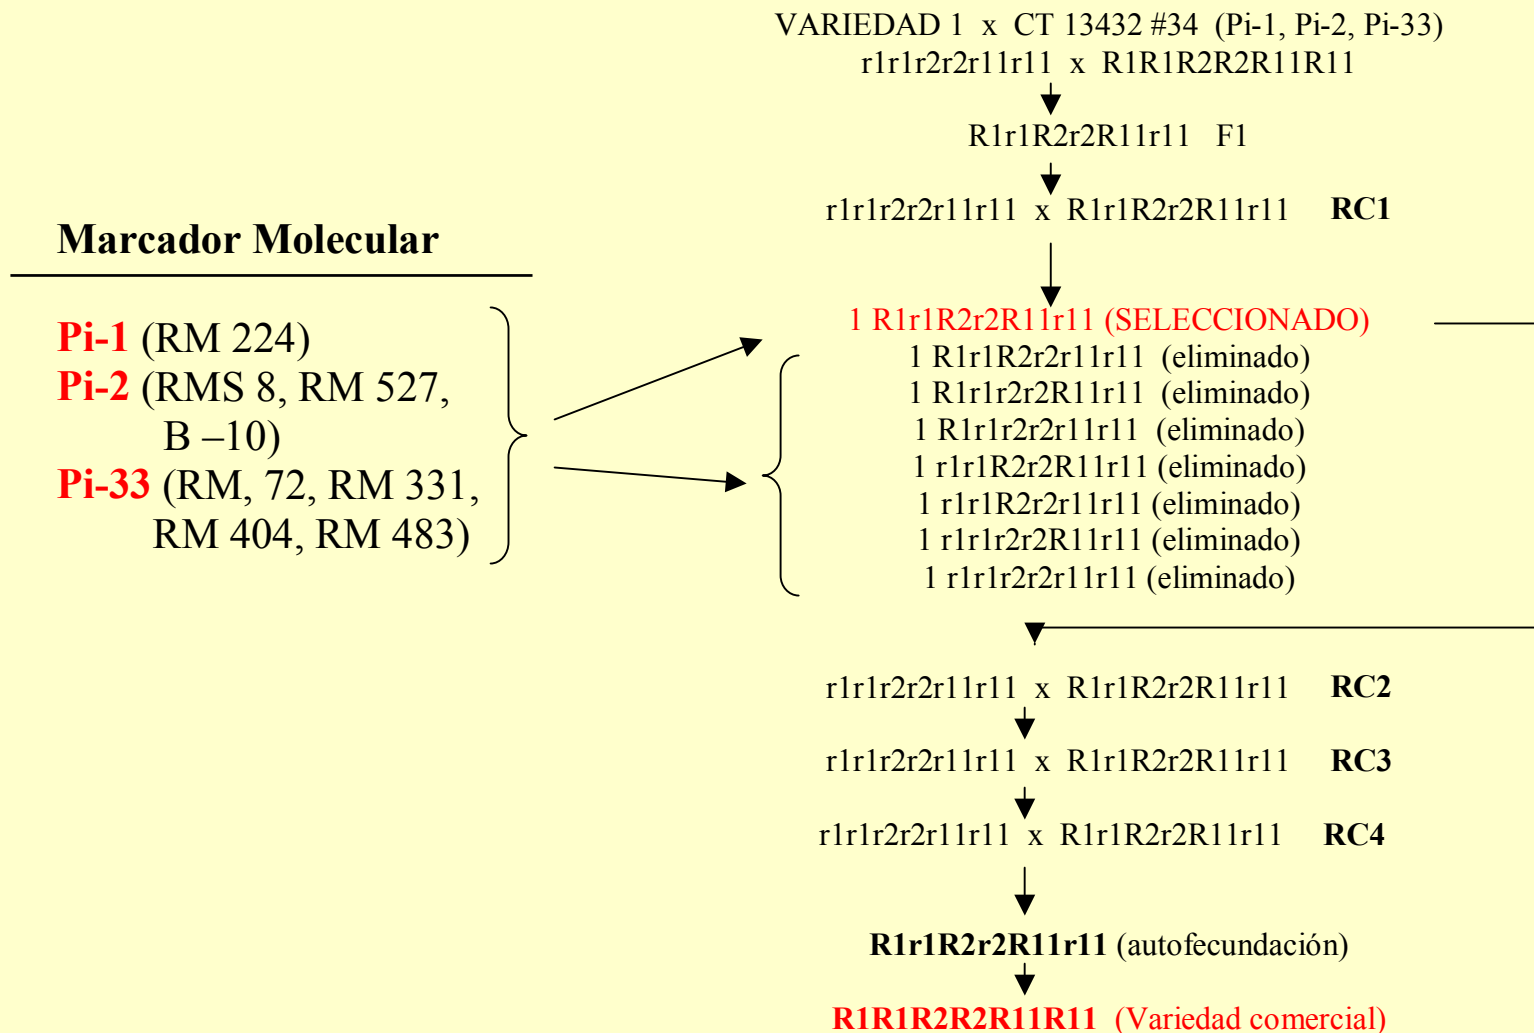 VARIEDAD 1 x CT 13432 #34 (Pi-1, Pi-2, Pi-33)
r1r1r2r2r11r11 x R1R1R2R2R11R11
R1r1R2r2R11r11 F1
r1r1r2r2r11r11 x R1r1R2r2R11r11 RC1
Marcador Molecular
Pi-1 (RM 224)
Pi-2 (RMS 8, RM 527,
B –10)
Pi-33 (RM, 72, RM 331,
RM 404, RM 483)
1 R1r1R2r2R11r11 (SELECCIONADO)
1 R1r1R2r2r11r11 (eliminado)
1 R1r1r2r2R11r11 (eliminado)
1 R1r1r2r2r11r11 (eliminado)
1 r1r1R2r2R11r11 (eliminado)
1 r1r1R2r2r11r11 (eliminado)
1 r1r1r2r2R11r11 (eliminado)
1 r1r1r2r2r11r11 (eliminado)
r1r1r2r2r11r11 x R1r1R2r2R11r11 RC2
r1r1r2r2r11r11 x R1r1R2r2R11r11 RC3
r1r1r2r2r11r11 x R1r1R2r2R11r11 RC4
R1r1R2r2R11r11 (autofecundación)
R1R1R2R2R11R11 (Variedad comercial)